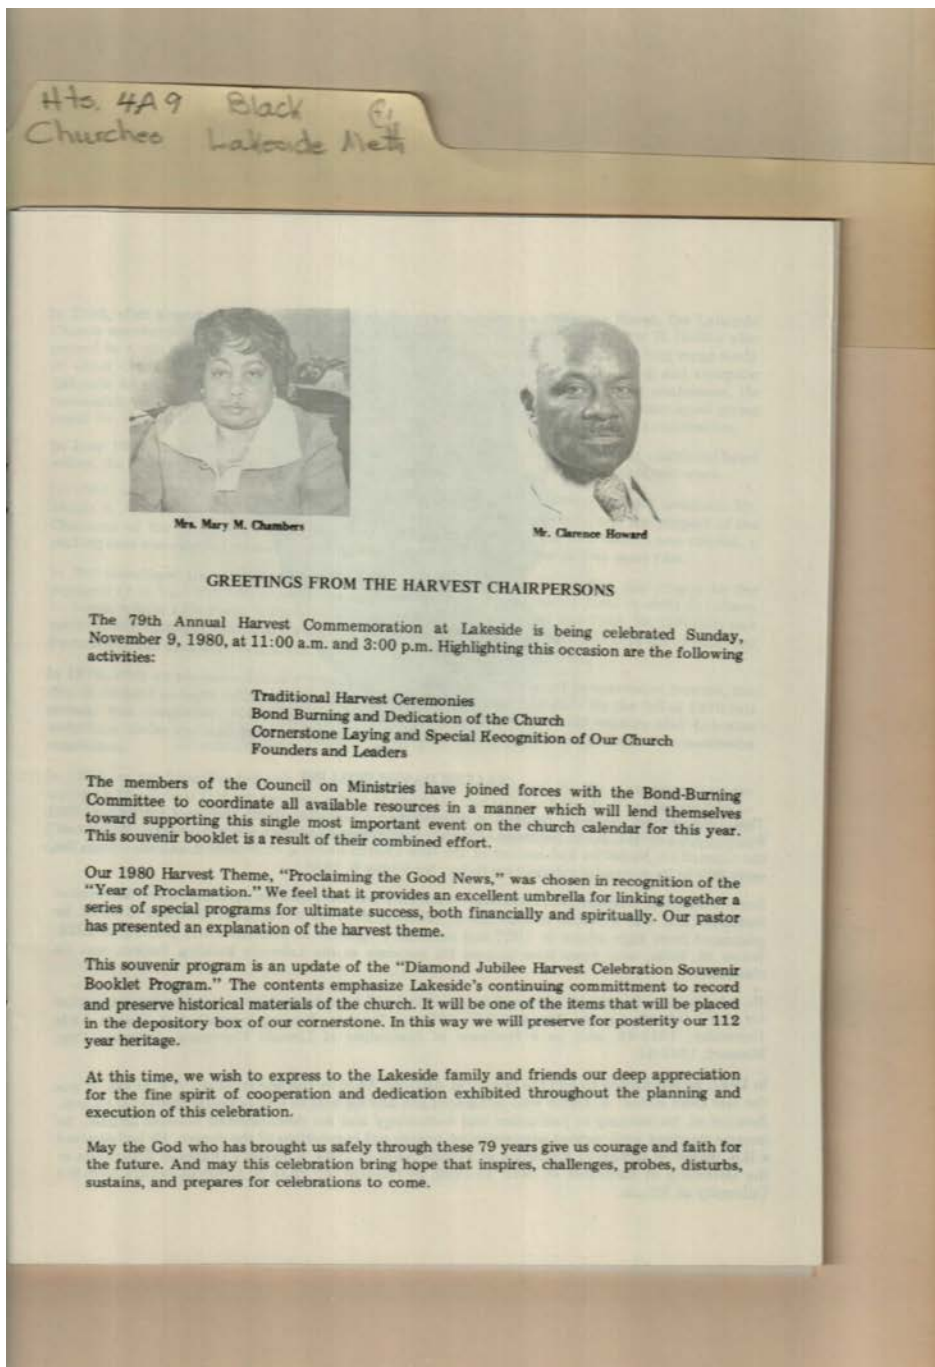 Hts. 4A9 Black
Churches Lakeside Meth
Mrs. Mary M. Chambers
Mr. Clarence Howard
GREETINGS FROM THE HARVEST CHAIRPERSONS
The 79th Annual Harvest Commemoration at Lakeside is being celebrated Sunday,
November 9, 1980, at 11:00 a.m. and 3:00 p.m. Highlighting this occasion are the following
activities:
Traditional Harvest Ceremonies
Bond Burning and Dedication of the Church
Cornerstone Laying and Special Recognition of Our Church
Founders and Leaders
The members of the Council on Ministries have joined forces with the Bond-Burning
Committee to coordinate all available resources in a manner which will lend themselves
toward supporting this single most important event on the church calendar for this year.
This souvenir booklet is a result of their combined effort.
Our 1980 Harvest Theme, "Proclaiming the Good News," was chosen in recognition of the
"Year of Proclamation." We feel that it provides an excellent umbrella for linking together a
series of special programs for ultimate success, both financially and spiritually. Our pastor
has presented an explanation of the harvest theme.
This souvenir program is an update of the "Diamond Jubilee Harvest Celebration Souvenir
Booklet Program." The contents emphasize Lakeside's continuing committment to record
and preserve historical materials of the church. It will be one of the items that will be placed
in the depository box of our cornerstone. In this way we will preserve for posterity our 112
year heritage.
At this time, we wish to express to the Lakeside family and friends our deep appreciation
for the fine spirit of cooperation and dedication exhibited throughout the planning and
execution of this celebration.
May the God who has brought us safely through these 79 years give us courage and faith for
the future. And may this celebration bring hope that inspires, challenges, probes, disturbs,
sustains, and prepares for celebrations to come.